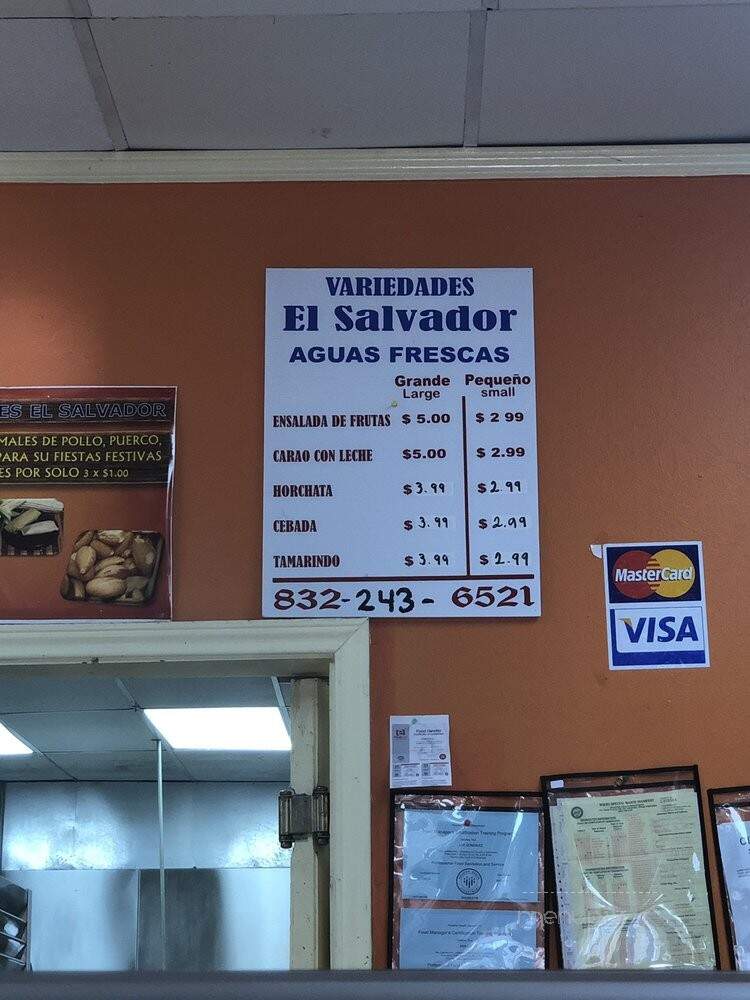 VARIEDADES
El Salvador
AGUAS FRESCAS
Grande Pequeño
Large small
ENSALADA DE FRUTAS $ 5.00 $ 2 99
CARAO CON LECHE $5.00 $ 2.99
HORCHATA $ 3.99 $ 2.99
CEBADA $ 3.99 $ 2.99
TAMARINDO $ 3.99 $ 2.99
832-243-6521
ES EL SALVADOR
MALES DE POLLO, PUERCO,
PARA SU FIESTAS FESTIVAS
ES POR SOLO 3 x $1.00
MasterCard
VISA
Food Handler